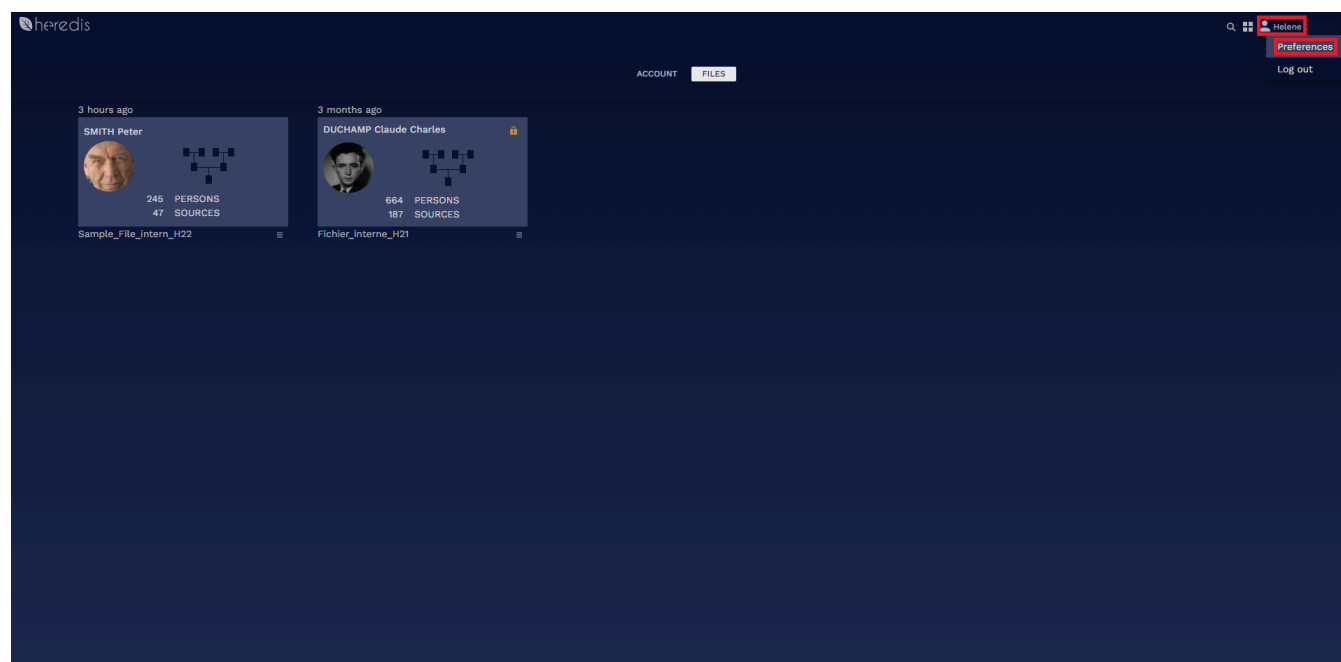 heredis
Helene
Preferences
Log out
ACCOUNT FILES
3 hours ago
SMITH Peter
245 PERSONS
47 SOURCES
Sample_File_intern_H22
3 months ago
DUCHAMP Claude Charles
664 PERSONS
187 SOURCES
Fichier_interne_H21